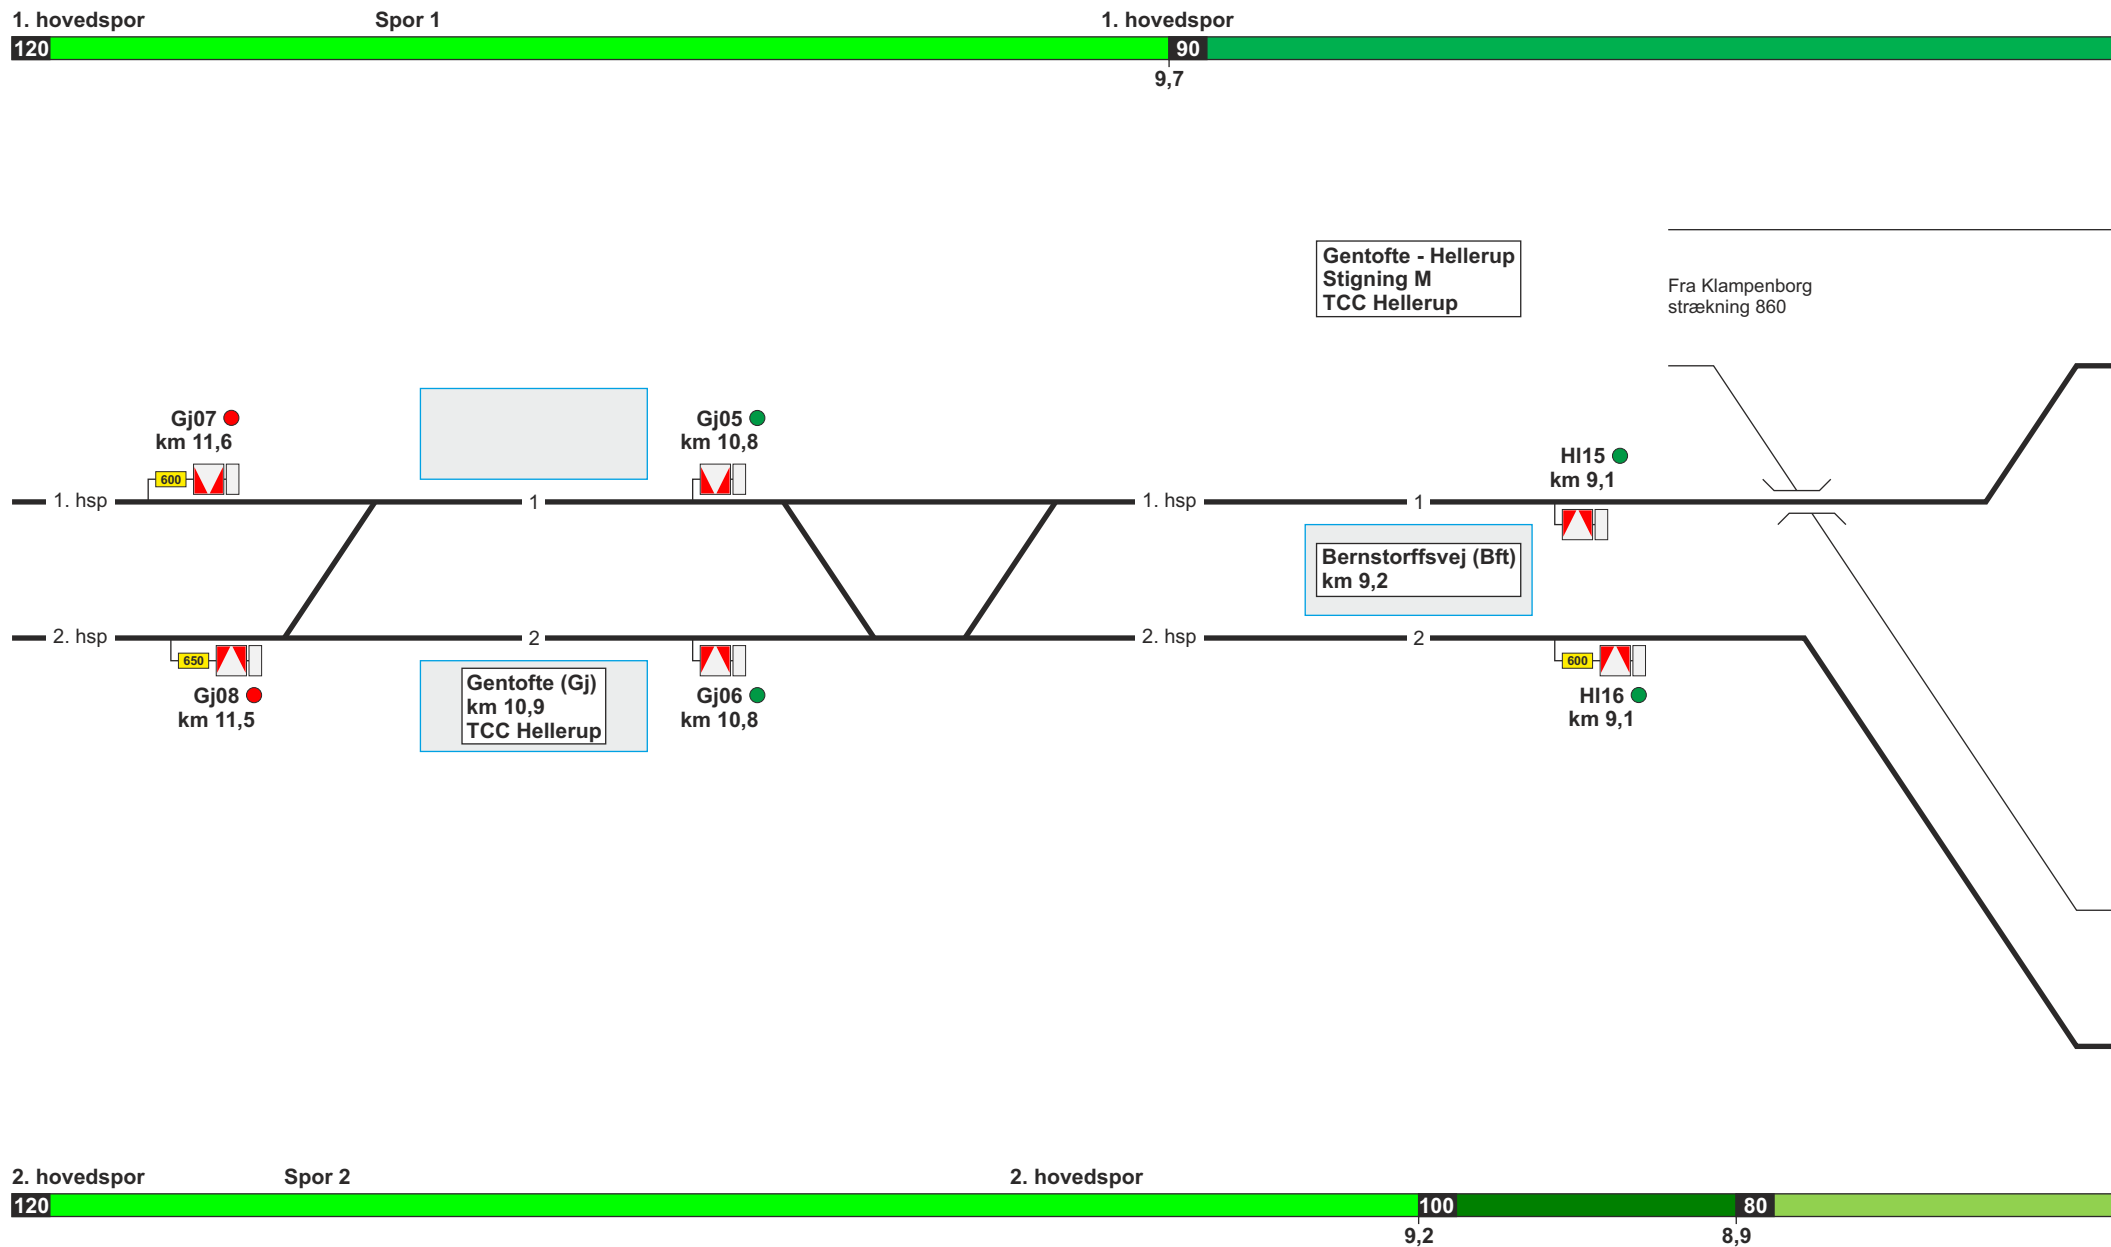 1. hovedspor Spor 1 1. hovedspor
120 90
9,7
Gentofte - Hellerup
Stigning M
TCC Hellerup
Fra Klampenborg
strækning 860
Gj07
km 11,6
600
Gj05
km 10,8
Hl15
km 9,1
1. hsp 1 1. hsp 1
Bernstorffsvej (Bft)
km 9,2
2. hsp 2 2. hsp 2
650
Gj08
km 11,5
Gentofte (Gj)
km 10,9
TCC Hellerup
Gj06
km 10,8
600
Hl16
km 9,1
2. hovedspor Spor 2 2. hovedspor
120 100 80
9,2 8,9